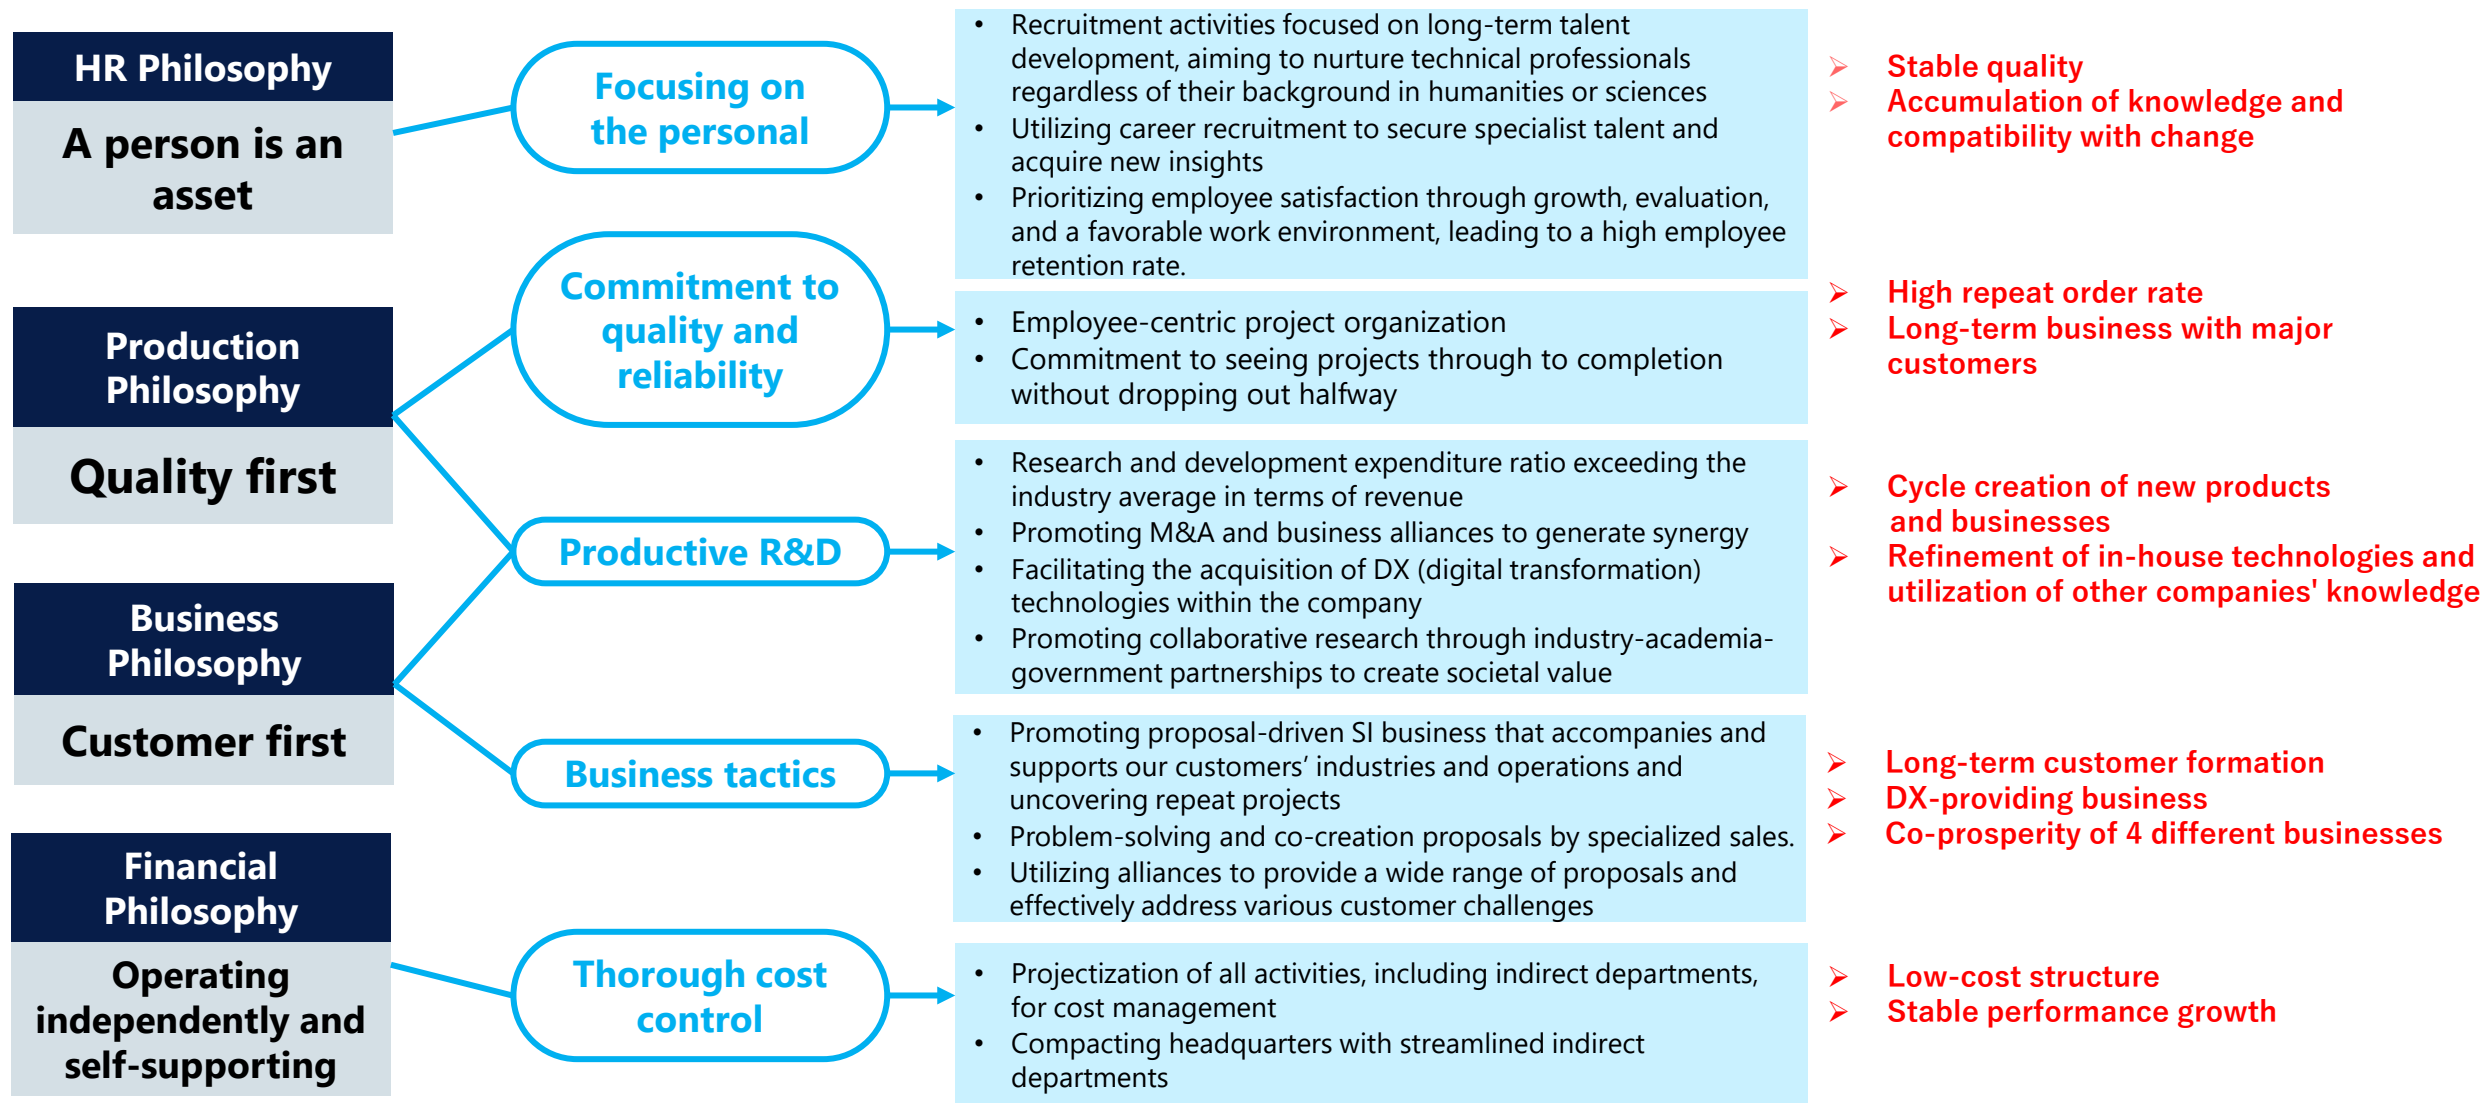 HR Philosophy
A person is an
asset
Focusing on
the personal
• Recruitment activities focused on long-term talent
development, aiming to nurture technical professionals
regardless of their background in humanities or sciences
• Utilizing career recruitment to secure specialist talent and
acquire new insights
• Prioritizing employee satisfaction through growth, evaluation,
and a favorable work environment, leading to a high employee
retention rate.
➢ Stable quality
➢ Accumulation of knowledge and
compatibility with change
Production
Philosophy
Quality first
Commitment to
quality and
reliability
• Employee-centric project organization
• Commitment to seeing projects through to completion
without dropping out halfway
➢ High repeat order rate
➢ Long-term business with major
customers
Productive R&D
• Research and development expenditure ratio exceeding the
industry average in terms of revenue
• Promoting M&A and business alliances to generate synergy
• Facilitating the acquisition of DX (digital transformation)
technologies within the company
• Promoting collaborative research through industry-academia-
government partnerships to create societal value
➢ Cycle creation of new products
and businesses
➢ Refinement of in-house technologies and
utilization of other companies' knowledge
Business
Philosophy
Customer first
Business tactics
• Promoting proposal-driven SI business that accompanies and
supports our customers’ industries and operations and
uncovering repeat projects
• Problem-solving and co-creation proposals by specialized sales.
• Utilizing alliances to provide a wide range of proposals and
effectively address various customer challenges
➢ Long-term customer formation
➢ DX-providing business
➢ Co-prosperity of 4 different businesses
Financial
Philosophy
Operating
independently and
self-supporting
Thorough cost
control
• Projectization of all activities, including indirect departments,
for cost management
• Compacting headquarters with streamlined indirect
departments
➢ Low-cost structure
➢ Stable performance growth